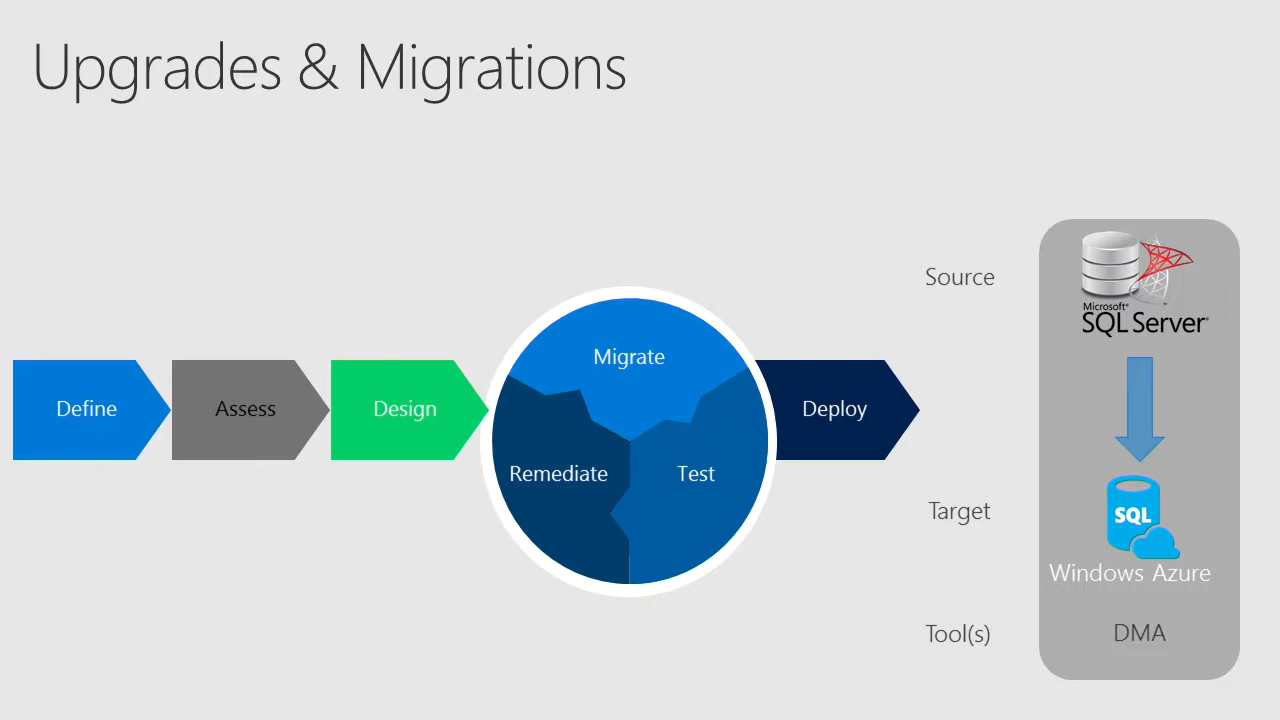 Upgrades & Migrations
Define
Assess
Design
Migrate
Remediate
Test
Deploy
Source
Microsoft®
SQL Server®
Target
SQL
Windows Azure
Tool(s)
DMA